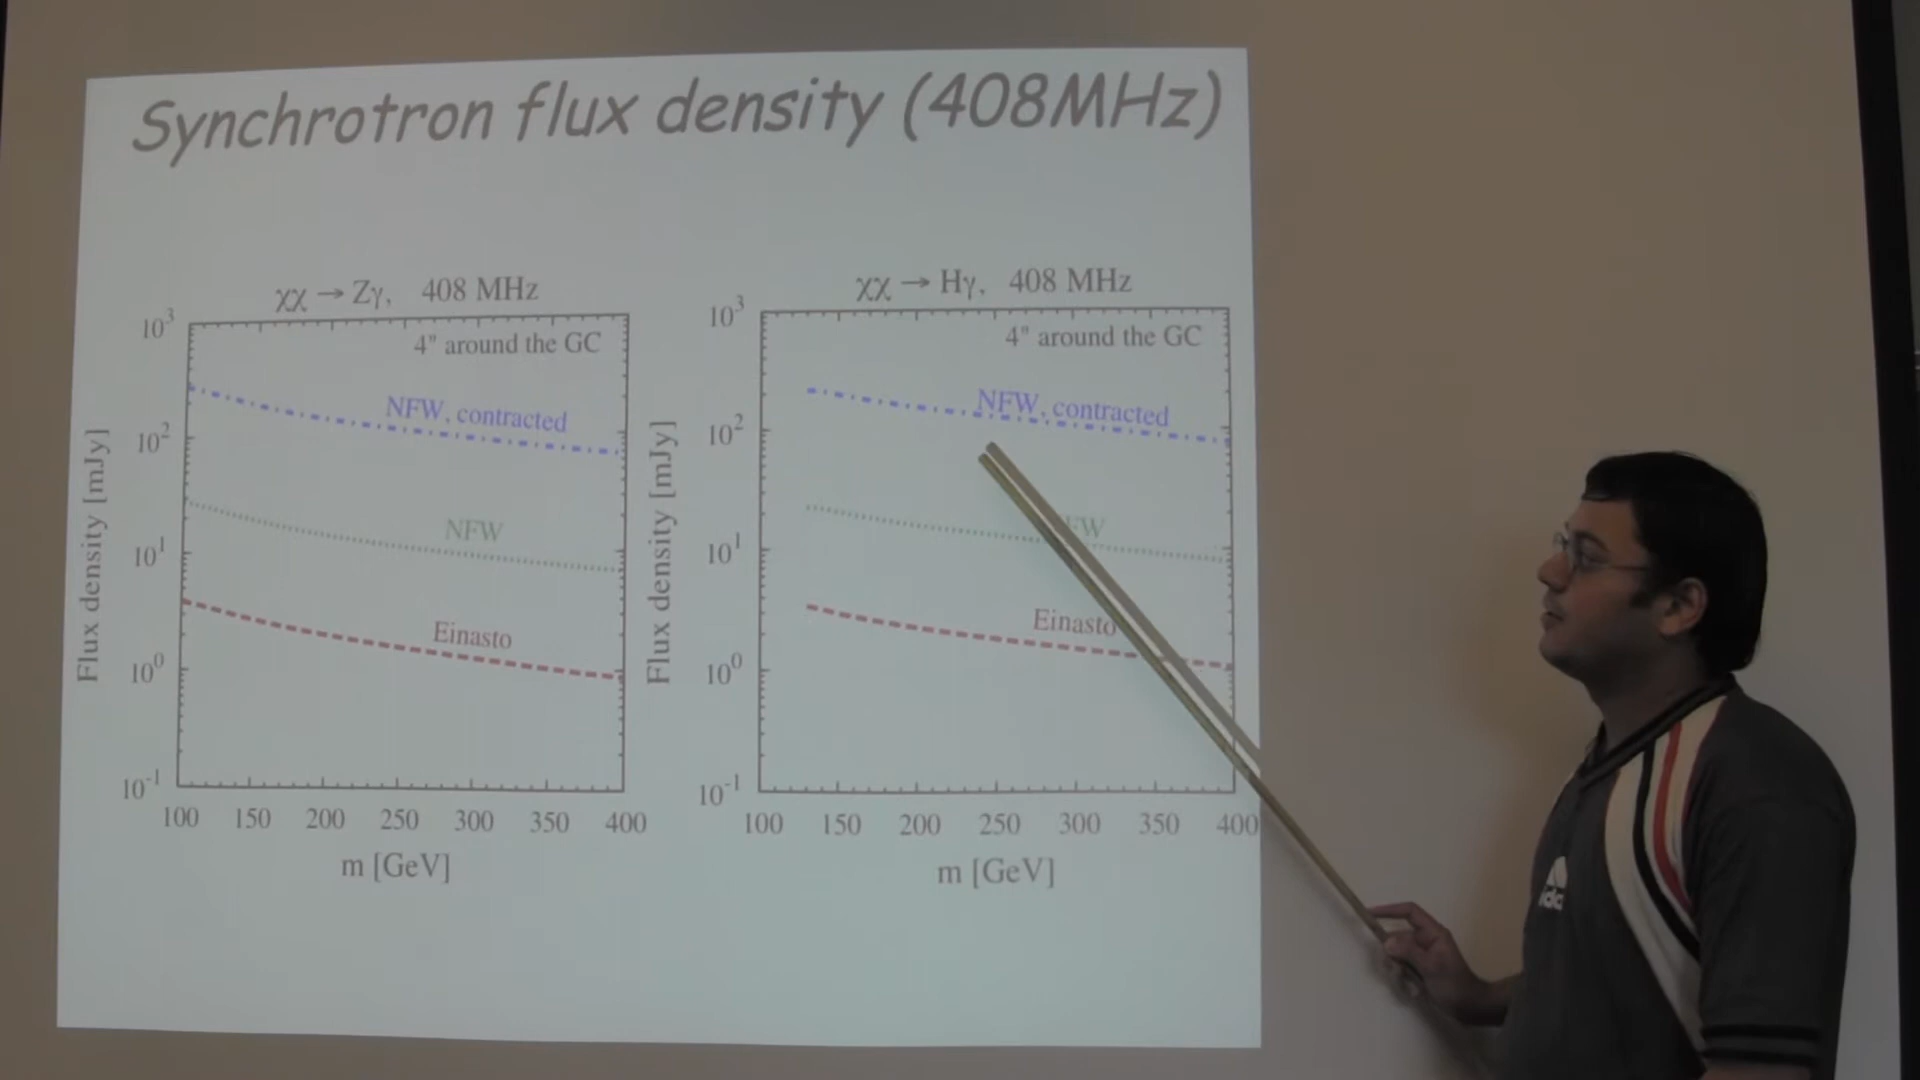 Synchrotron flux density (408MHz)
χχ → Zγ, 408 MHz
4" around the GC
NFW, contracted
NFW
Einasto
Flux density [mJy]
10³
10²
10¹
10⁰
10⁻¹
100 150 200 250 300 350 400
m [GeV]
χχ → Hγ, 408 MHz
4" around the GC
NFW, contracted
Einasto
Flux density [mJy]
10³
10²
10¹
10⁰
10⁻¹
100 150 200 250 300 350 400
m [GeV]